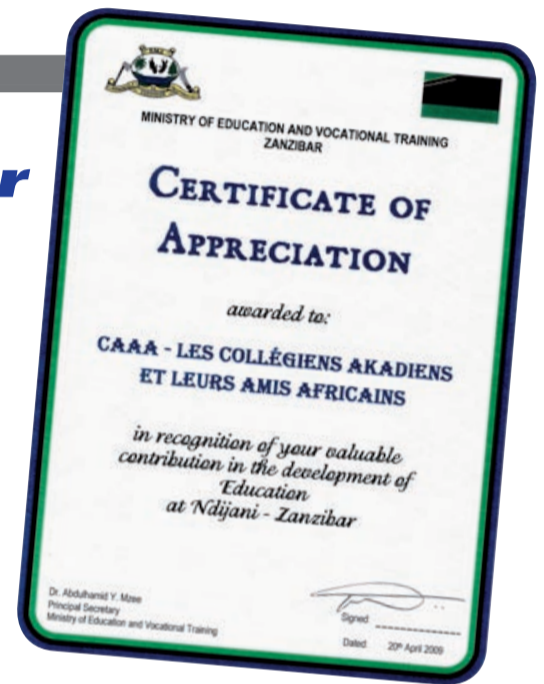 r
MINISTRY OF EDUCATION AND VOCATIONAL TRAINING
ZANZIBAR
CERTIFICATE OF
APPRECIATION
awarded to:
CAAA - LES COLLÉGIENS AKADIENS
ET LEURS AMIS AFRICAINS
in recognition of your valuable
contribution in the development of
Education
at Ndijani - Zanzibar
Dr. Abdulhamid Y. Mzee
Principal Secretary
Ministry of Education and Vocational Training
Signed
Dated 20th April 2009